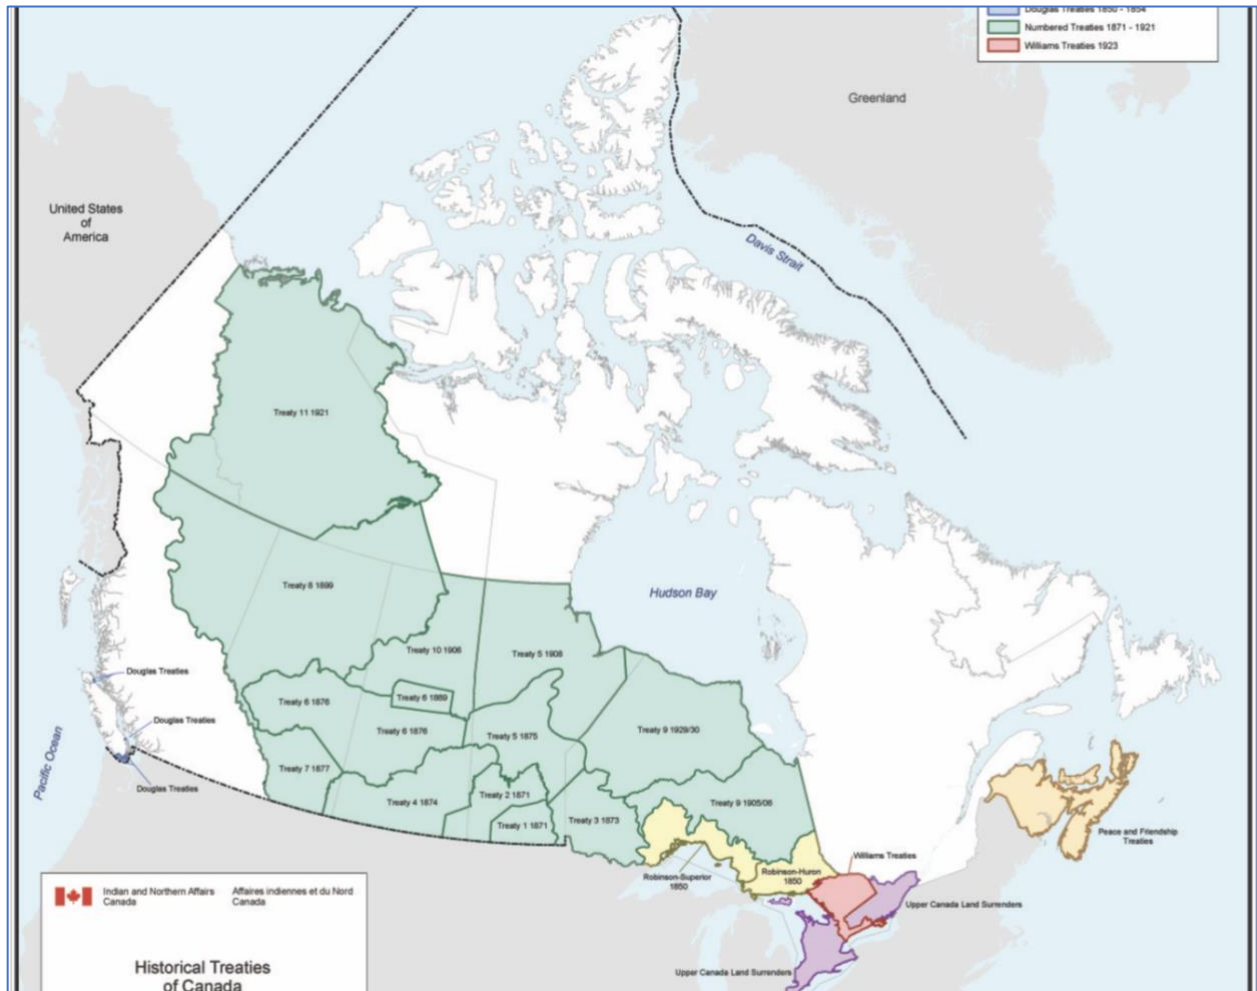 Douglas Treaties 1850 - 1854
Numbered Treaties 1871 - 1921
Williams Treaties 1923
Greenland
United States
of
America
Davis Strait
Treaty 11 1921
Treaty 8 1899
Hudson Bay
Treaty 10 1906
Treaty 5 1908
Douglas Treaties
Treaty 6 1876
Treaty 6 1889
Douglas Treaties
Treaty 6 1876
Treaty 5 1875
Treaty 9 1929/30
Pacific Ocean
Treaty 7 1877
Douglas Treaties
Treaty 4 1874
Treaty 2 1871
Treaty 9 1905/06
Treaty 1 1871
Treaty 3 1873
Peace and Friendship
Treaties
Williams Treaties
Robinson-Superior
1850
Robinson-Huron
1850
Indian and Northern Affairs
Canada
Affaires indiennes et du Nord
Canada
Upper Canada Land Surrenders
Historical Treaties
of Canada
Upper Canada Land Surrenders